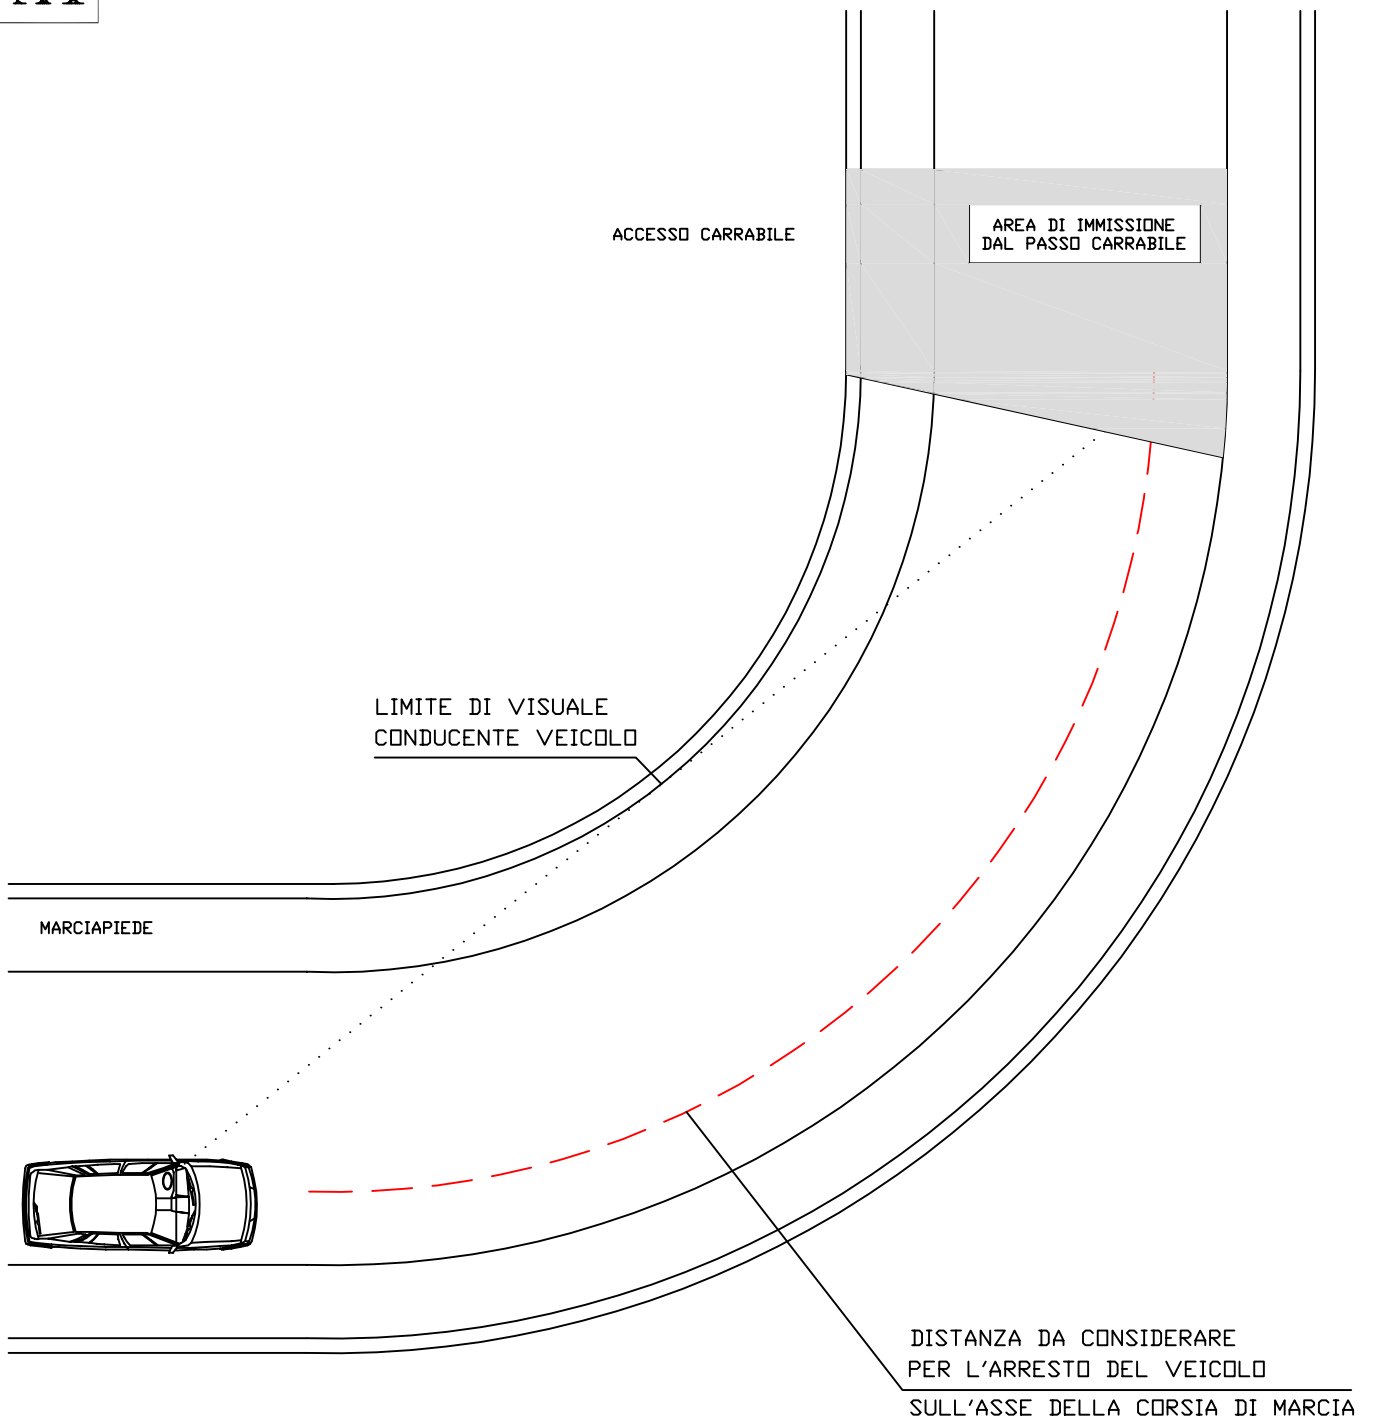 ACCESSO CARRABILE
AREA DI IMMISSIONE
DAL PASSO CARRABILE
LIMITE DI VISUALE
CONDUCENTE VEICOLO
MARCIAPIEDE
DISTANZA DA CONSIDERARE
PER L'ARRESTO DEL VEICOLO
SULL'ASSE DELLA CORSIA DI MARCIA